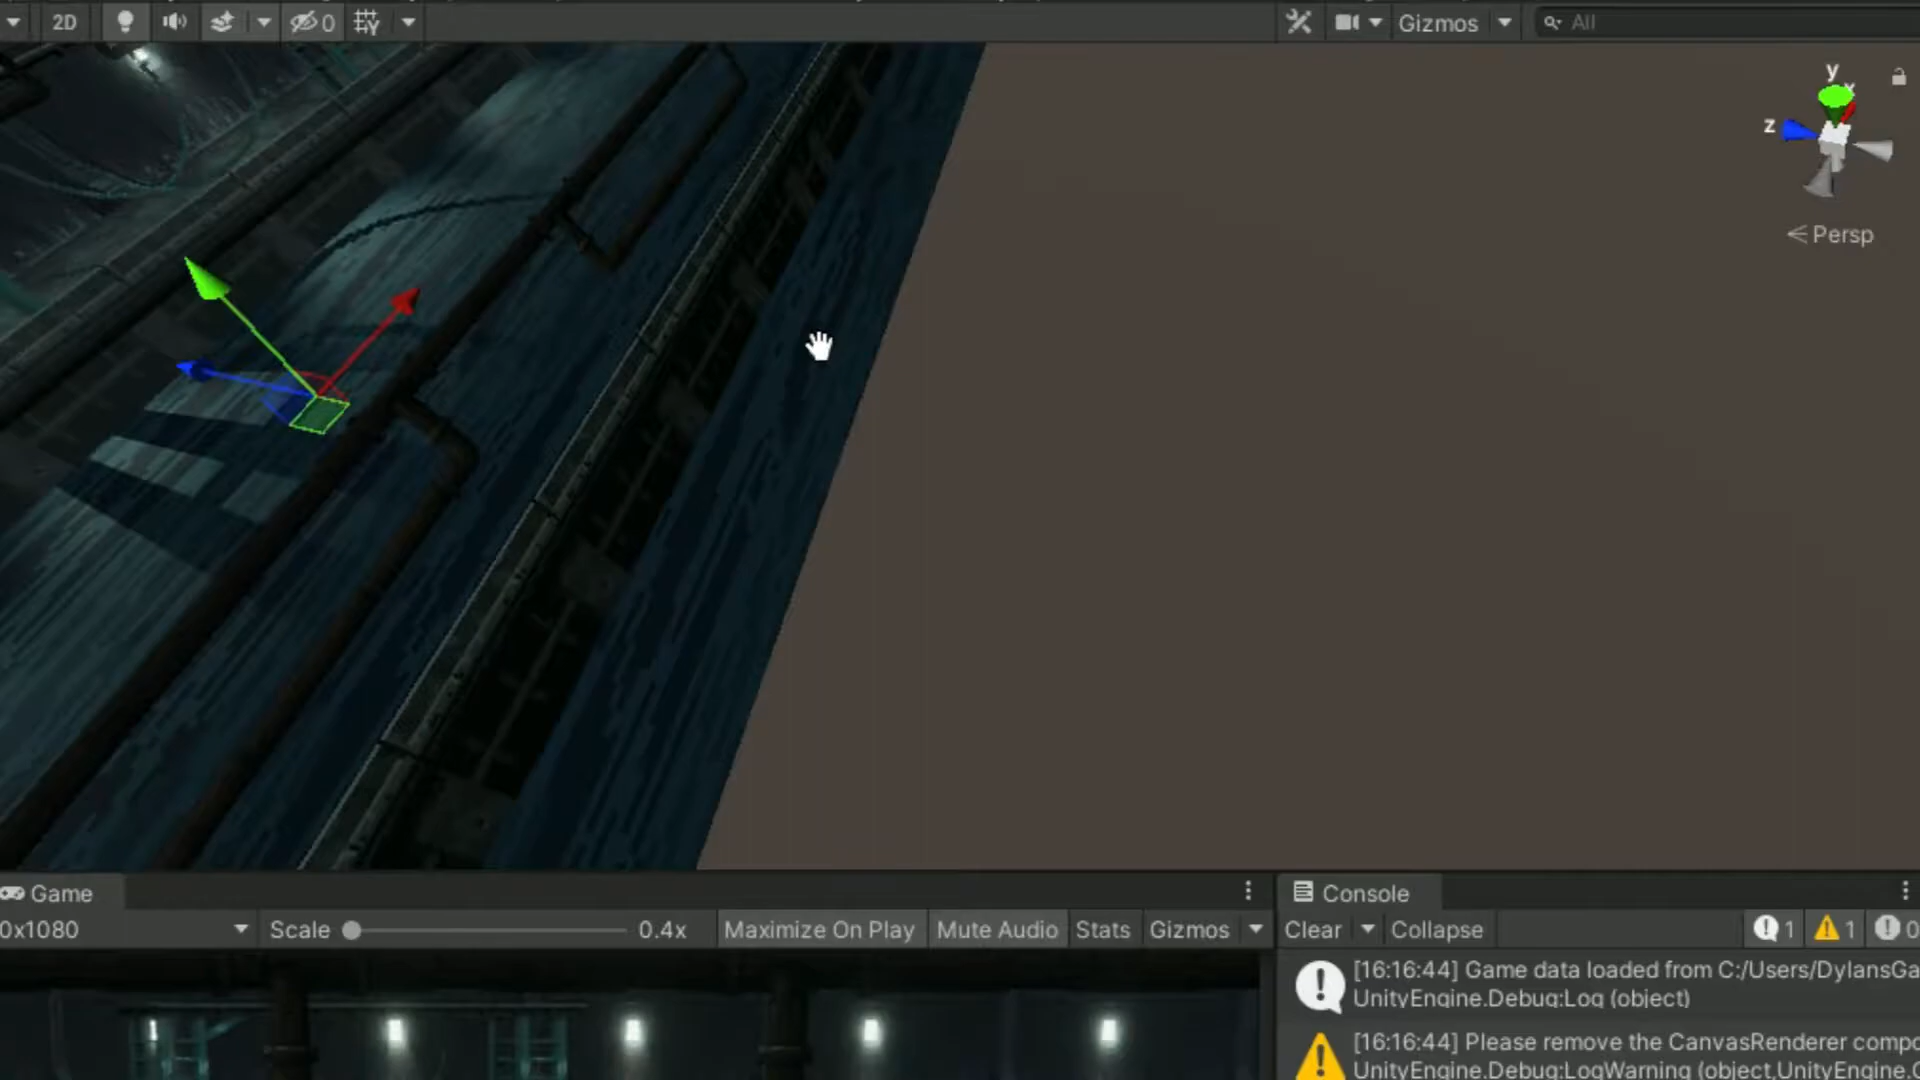 2D
0
Gizmos
All
y
x
z
Persp
Game
0x1080
Scale
0.4x
Maximize On Play
Mute Audio
Stats
Gizmos
Console
Clear
Collapse
1
1
0
[16:16:44] Game data loaded from C:/Users/DylansGa
UnityEngine.Debug:Log (object)
[16:16:44] Please remove the CanvasRenderer compo
UnityEngine.Debug:LogWarning (object,UnityEngine.